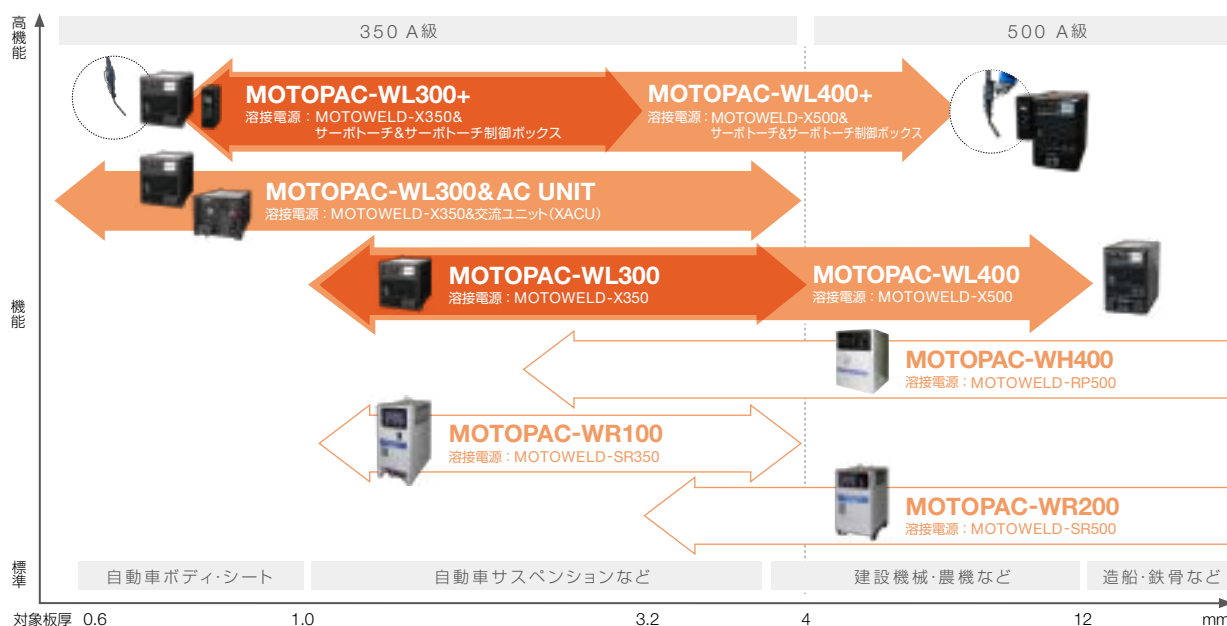 高機能
350 A級
500 A級
MOTOPAC-WL300+
溶接電源：MOTOWELD-X350&
サーボトーチ&サーボトーチ制御ボックス
MOTOPAC-WL400+
溶接電源：MOTOWELD-X500&
サーボトーチ&サーボトーチ制御ボックス
MOTOPAC-WL300&AC UNIT
溶接電源：MOTOWELD-X350&交流ユニット(XACU)
機能
MOTOPAC-WL300
溶接電源：MOTOWELD-X350
MOTOPAC-WL400
溶接電源：MOTOWELD-X500
MOTOPAC-WH400
溶接電源：MOTOWELD-RP500
MOTOPAC-WR100
溶接電源：MOTOWELD-SR350
MOTOPAC-WR200
溶接電源：MOTOWELD-SR500
標準
自動車ボディ・シート
自動車サスペンションなど
建設機械・農機など
造船・鉄骨など
対象板厚 0.6 1.0 3.2 4 12 mm